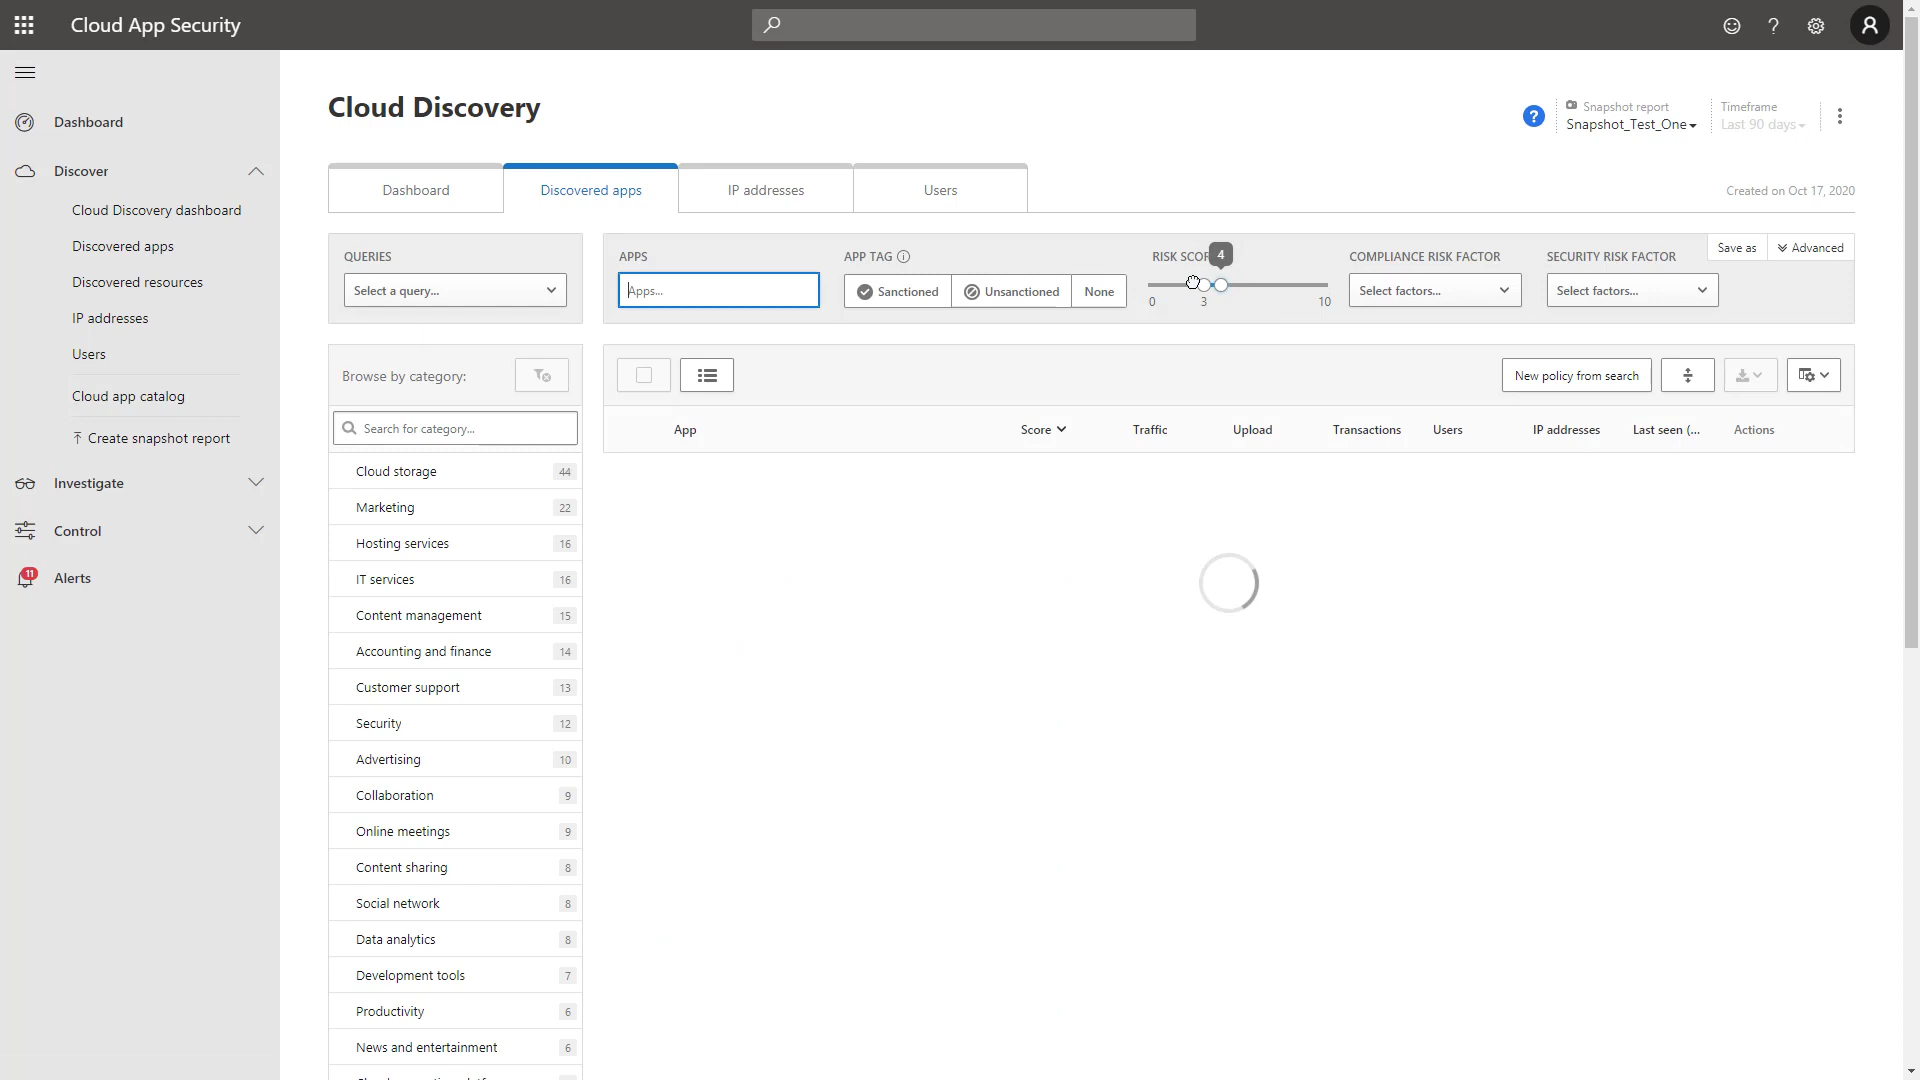 Cloud App Security
Dashboard
Discover
Cloud Discovery dashboard
Discovered apps
Discovered resources
IP addresses
Users
Cloud app catalog
Create snapshot report
Investigate
Control
11
Alerts
Cloud Discovery
?
Snapshot report
Snapshot_Test_One
Timeframe
Last 90 days
Dashboard
Discovered apps
IP addresses
Users
Created on Oct 17, 2020
QUERIES
Select a query...
APPS
Apps...
APP TAG
Sanctioned
Unsanctioned
None
RISK SCOR
4
0
3
10
COMPLIANCE RISK FACTOR
Select factors...
SECURITY RISK FACTOR
Select factors...
Save as
Advanced
Browse by category:
Search for category...
Cloud storage 44
Marketing 22
Hosting services 16
IT services 16
Content management 15
Accounting and finance 14
Customer support 13
Security 12
Advertising 10
Collaboration 9
Online meetings 9
Content sharing 8
Social network 8
Data analytics 8
Development tools 7
Productivity 6
News and entertainment 6
New policy from search
App
Score
Traffic
Upload
Transactions
Users
IP addresses
Last seen (...
Actions